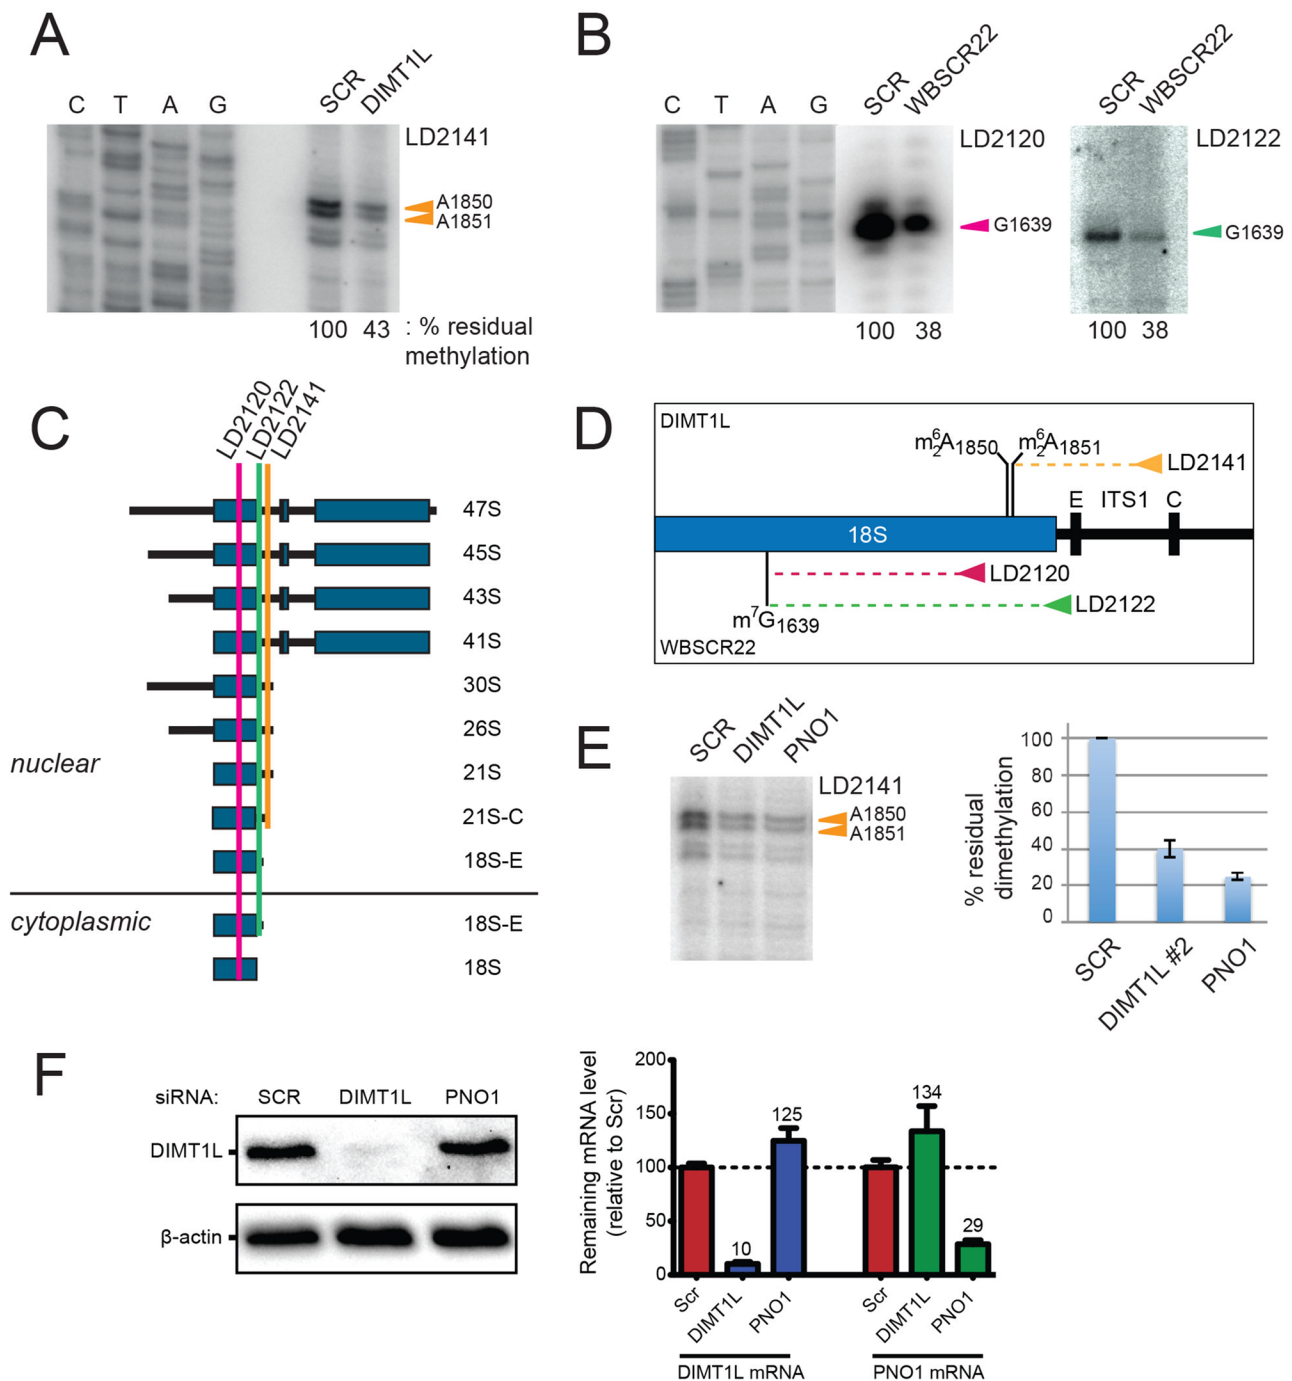 A
C T A G
SCR
DIMT1L
LD2141
A1850
A1851
100 43 : % residual
methylation
B
C T A G
SCR
WBSCR22
LD2120
G1639
100 38
SCR
WBSCR22
LD2122
G1639
100 38
C
LD2120
LD2122
LD2141
47S
45S
43S
41S
30S
26S
21S
21S-C
18S-E
nuclear
cytoplasmic
18S-E
18S
D
DIMT1L
m⁶₂A₁₈₅₀ m⁶₂A₁₈₅₁
LD2141
E ITS1 C
18S
LD2120
LD2122
m⁷G₁₆₃₉
WBSCR22
E
SCR
DIMT1L
PNO1
LD2141
A1850
A1851
% residual
dimethylation
100
80
60
40
20
0
SCR
DIMT1L #2
PNO1
F
siRNA: SCR DIMT1L PNO1
DIMT1L
β-actin
Remaining mRNA level
(relative to Scr)
200
150
100
50
0
10
125
134
29
Scr
DIMT1L
PNO1
Scr
DIMT1L
PNO1
DIMT1L mRNA
PNO1 mRNA